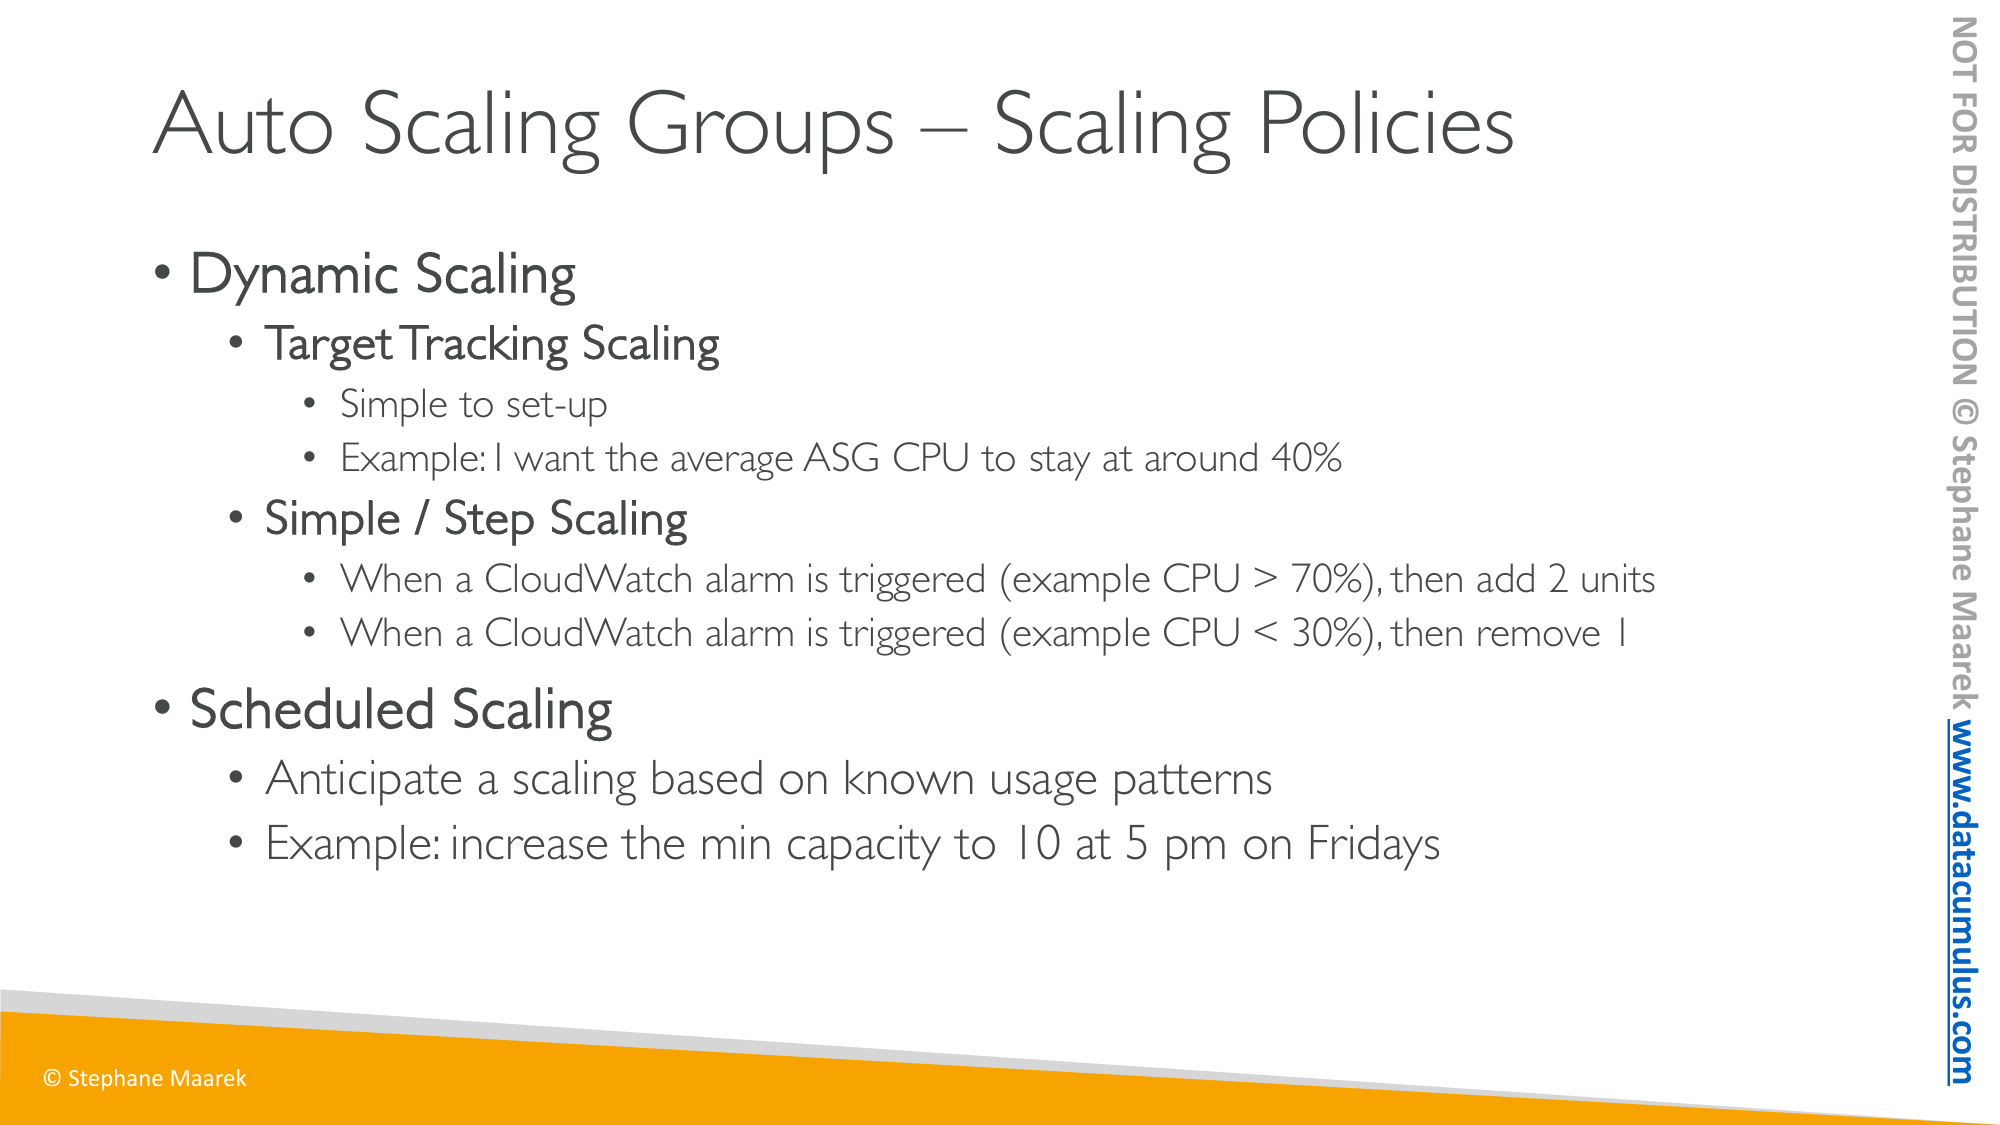 Auto Scaling Groups – Scaling Policies
• Dynamic Scaling
• Target Tracking Scaling
• Simple to set-up
• Example: I want the average ASG CPU to stay at around 40%
• Simple / Step Scaling
• When a CloudWatch alarm is triggered (example CPU > 70%), then add 2 units
• When a CloudWatch alarm is triggered (example CPU < 30%), then remove 1
• Scheduled Scaling
• Anticipate a scaling based on known usage patterns
• Example: increase the min capacity to 10 at 5 pm on Fridays
© Stephane Maarek
NOT FOR DISTRIBUTION © Stephane Maarek www.datacumulus.com